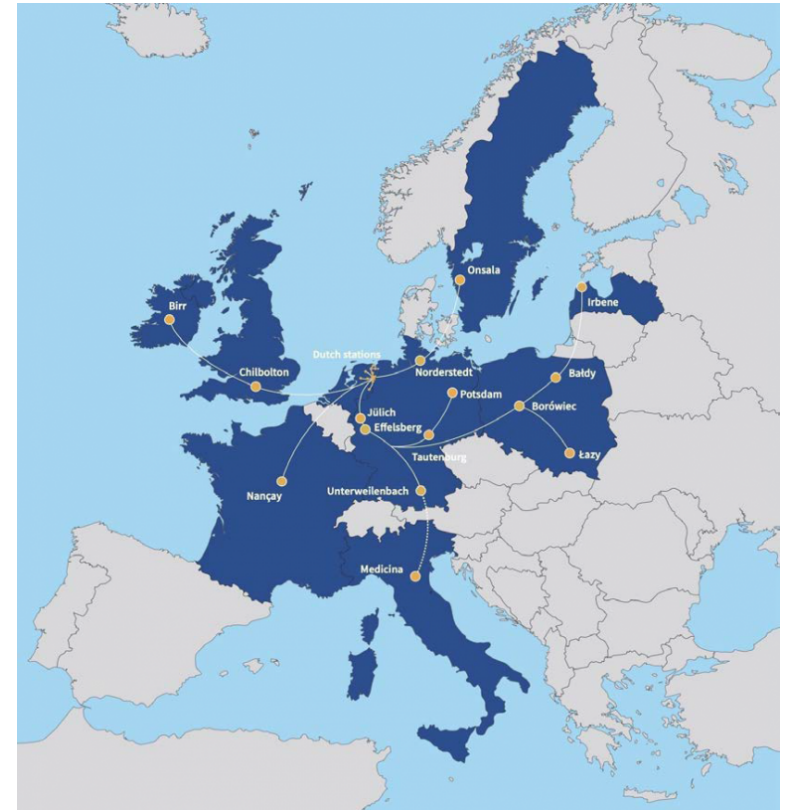 Onsala
Irbene
Birr
Dutch stations
Chilbolton
Norderstedt
Bałdy
Potsdam
Borówiec
Jülich
Effelsberg
Tautenburg
Łazy
Unterweilenbach
Nançay
Medicina